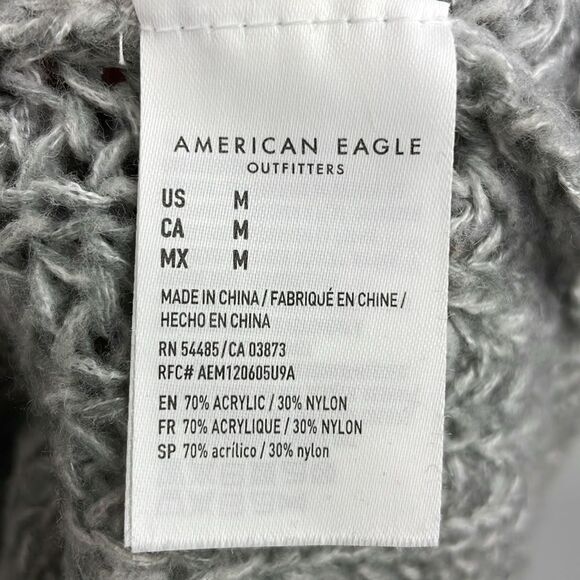 AMERICAN EAGLE
OUTFITTERS
US M
CA M
MX M
MADE IN CHINA / FABRIQUÉ EN CHINE /
HECHO EN CHINA
RN 54485/CA 03873
RFC# AEM120605U9A
EN 70% ACRYLIC / 30% NYLON
FR 70% ACRYLIQUE / 30% NYLON
SP 70% acrílico / 30% nylon